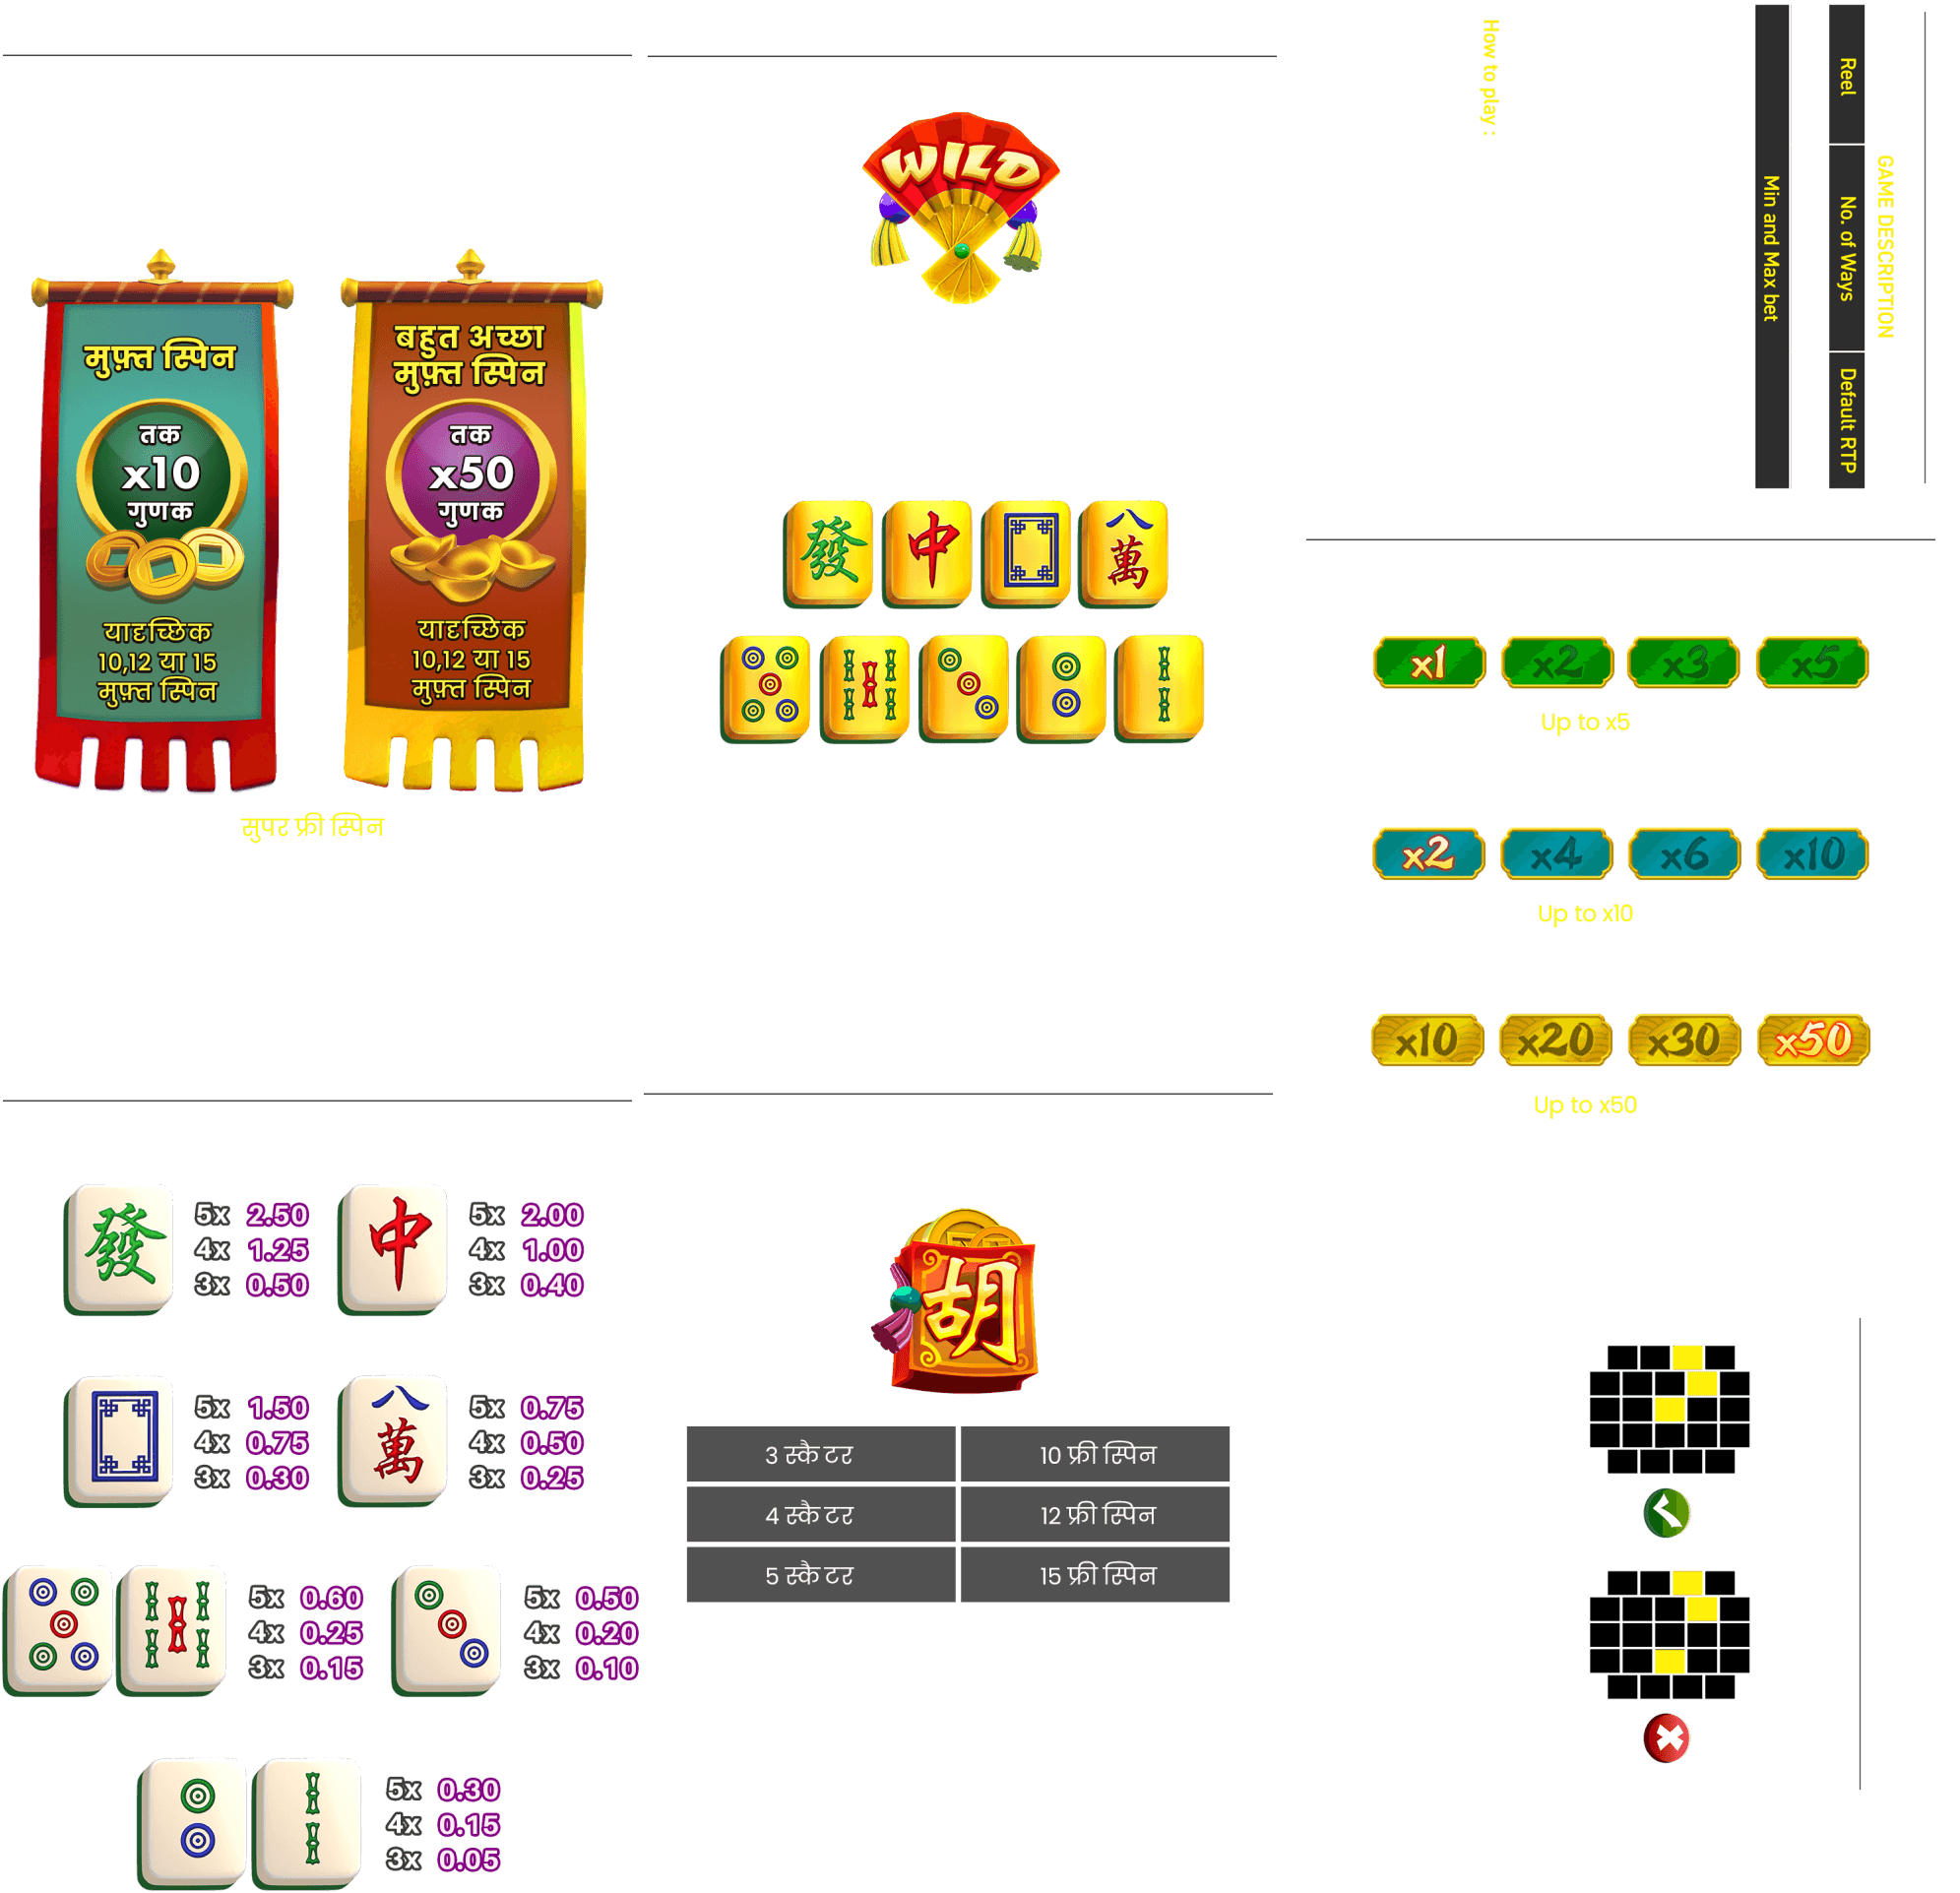 मुफ़्त स्पिन
तक
x10
गुणक
यादृच्छिक
10,12 या 15
मुफ़्त स्पिन
बहुत अच्छा
मुफ़्त स्पिन
तक
x50
गुणक
यादृच्छिक
10,12 या 15
मुफ़्त स्पिन
सुपर फ्री स्पिन
WILD
發 中 八萬
GAME DESCRIPTION
Reel No. of Ways Default RTP
Min and Max bet
How to play :
x1 x2 x3 x5
Up to x5
x2 x4 x6 x10
Up to x10
x10 x20 x30 x50
Up to x50
發
5x 2.50
4x 1.25
3x 0.50
中
5x 2.00
4x 1.00
3x 0.40
5x 1.50
4x 0.75
3x 0.30
八萬
5x 0.75
4x 0.50
3x 0.25
5x 0.60
4x 0.25
3x 0.15
5x 0.50
4x 0.20
3x 0.10
5x 0.30
4x 0.15
3x 0.05
胡
3 स्कैटर 10 फ्री स्पिन
4 स्कैटर 12 फ्री स्पिन
5 स्कैटर 15 फ्री स्पिन